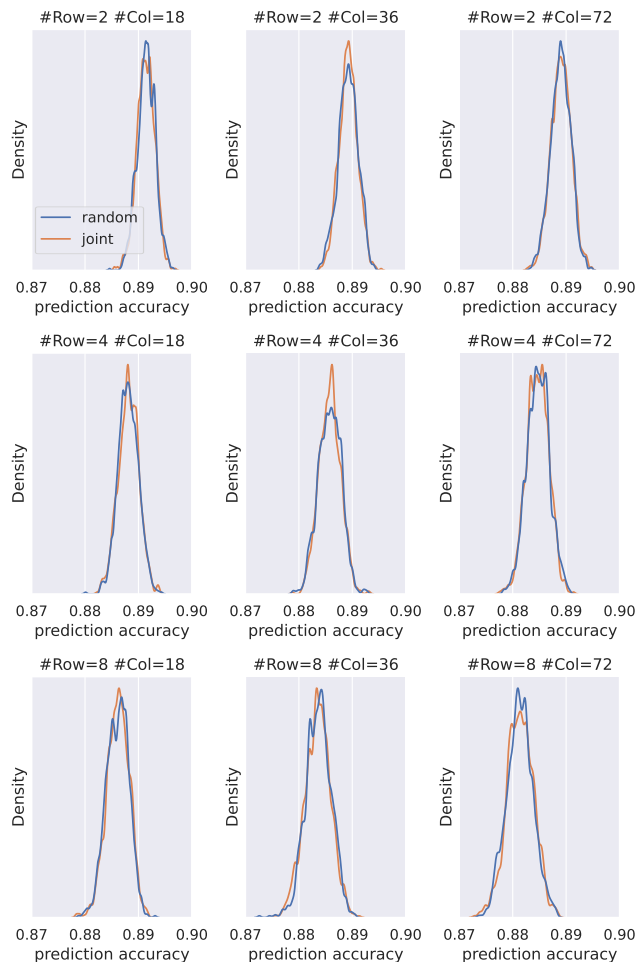 #Row=2 #Col=18
#Row=2 #Col=36
#Row=2 #Col=72
Density
Density
Density
random
joint
0.87 0.88 0.89 0.90
0.87 0.88 0.89 0.90
0.87 0.88 0.89 0.90
prediction accuracy
prediction accuracy
prediction accuracy
#Row=4 #Col=18
#Row=4 #Col=36
#Row=4 #Col=72
Density
Density
Density
0.87 0.88 0.89 0.90
0.87 0.88 0.89 0.90
0.87 0.88 0.89 0.90
prediction accuracy
prediction accuracy
prediction accuracy
#Row=8 #Col=18
#Row=8 #Col=36
#Row=8 #Col=72
Density
Density
Density
0.87 0.88 0.89 0.90
0.87 0.88 0.89 0.90
0.87 0.88 0.89 0.90
prediction accuracy
prediction accuracy
prediction accuracy